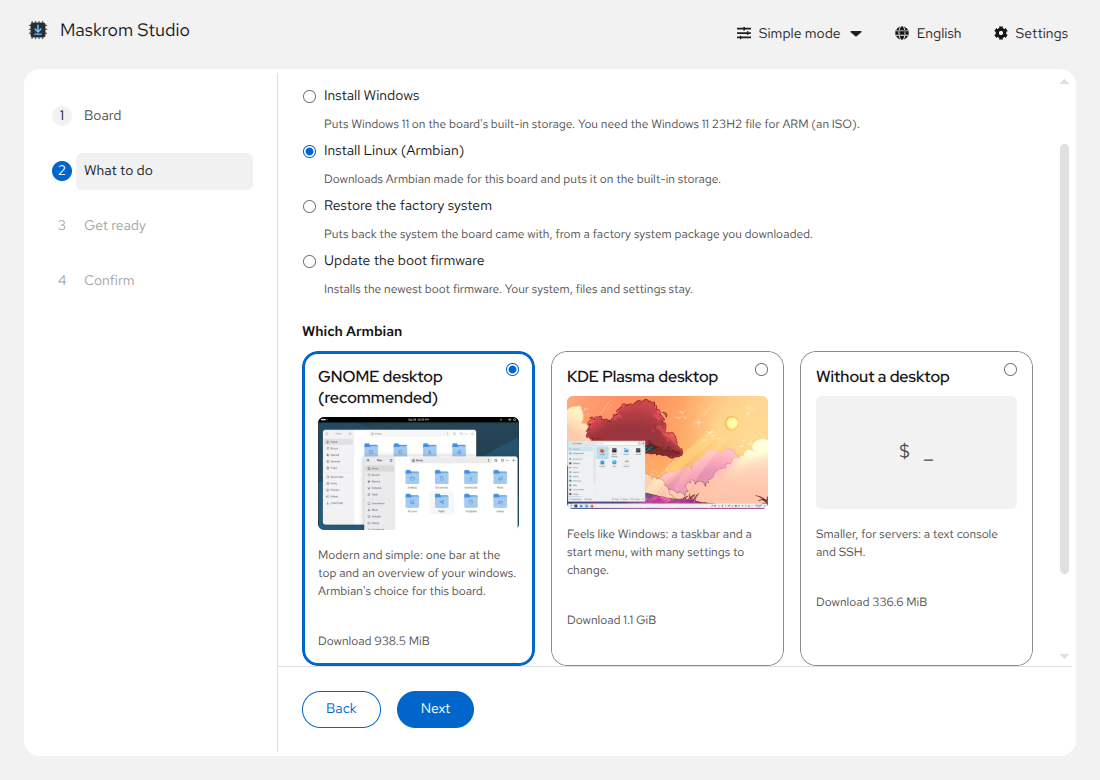 Maskrom Studio
Simple mode
English
Settings
1 Board
2 What to do
3 Get ready
4 Confirm
Install Windows
Puts Windows 11 on the board's built-in storage. You need the Windows 11 23H2 file for ARM (an ISO).
Install Linux (Armbian)
Downloads Armbian made for this board and puts it on the built-in storage.
Restore the factory system
Puts back the system the board came with, from a factory system package you downloaded.
Update the boot firmware
Installs the newest boot firmware. Your system, files and settings stay.
Which Armbian
GNOME desktop
(recommended)
Modern and simple: one bar at the
top and an overview of your windows.
Armbian's choice for this board.
Download 938.5 MiB
KDE Plasma desktop
Feels like Windows: a taskbar and a
start menu, with many settings to
change.
Download 1.1 GiB
Without a desktop
$ _
Smaller, for servers: a text console
and SSH.
Download 336.6 MiB
Back
Next